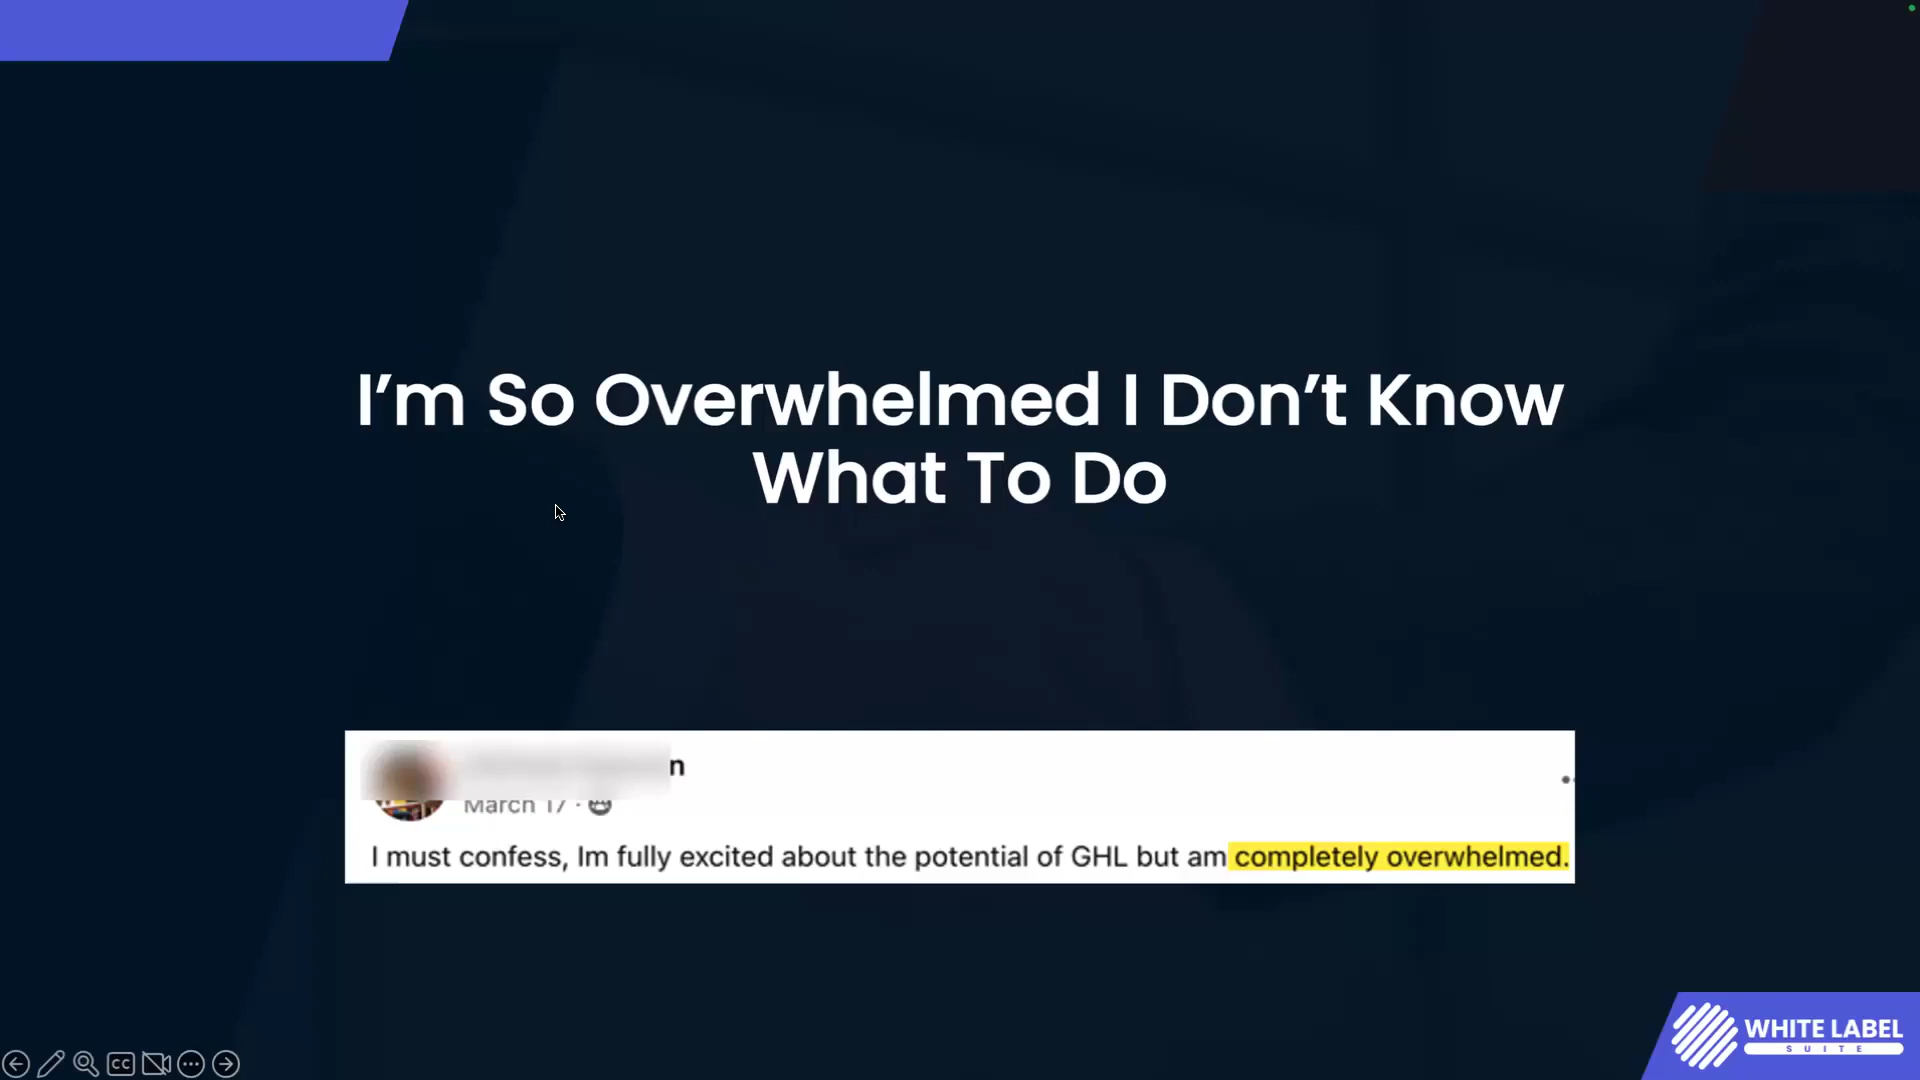 I’m So Overwhelmed I Don’t Know
What To Do
n
March 17 ·
I must confess, Im fully excited about the potential of GHL but am completely overwhelmed.
CC
WHITE LABEL
SUITE